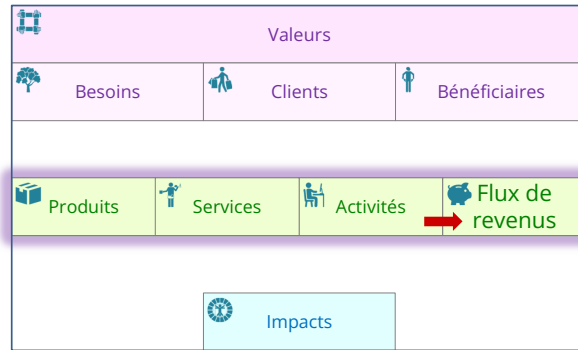 Valeurs
Besoins
Clients
Bénéficiaires
Produits
Services
Activités
Flux de
revenus
Impacts